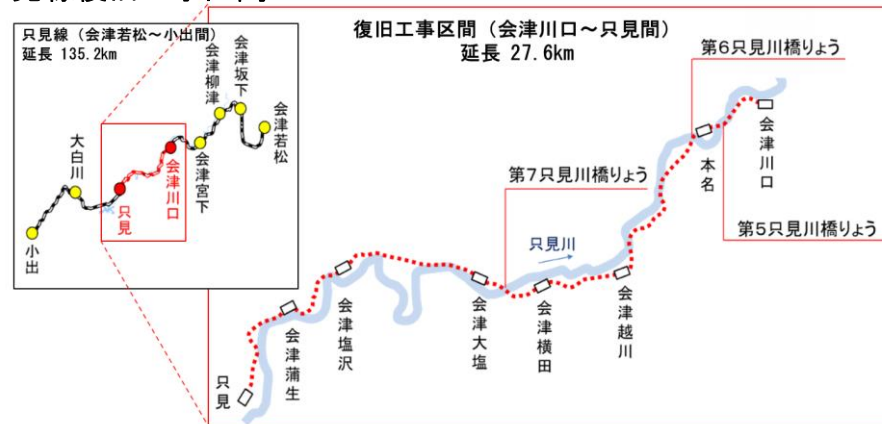 只見線（会津若松～小出間）
延長 135.2km
復旧工事区間（会津川口～只見間）
延長 27.6km
会津柳津
会津坂下
会津若松
大白川
会津宮下
会津川口
只見
小出
第6只見川橋りょう
第7只見川橋りょう
第5只見川橋りょう
只見川
会津川口
本名
会津越川
会津横田
会津大塩
会津塩沢
会津蒲生
只見